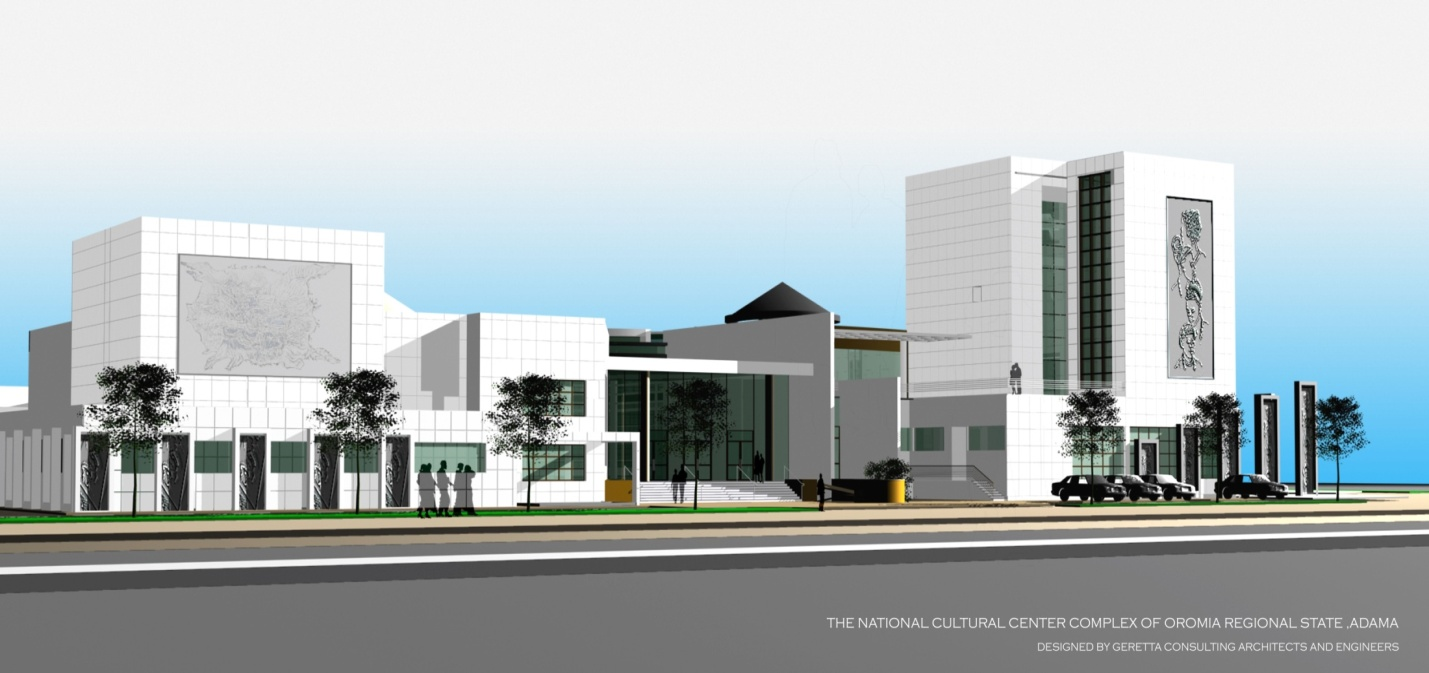 THE NATIONAL CULTURAL CENTER COMPLEX OF OROMIA REGIONAL STATE ,ADAMA
DESIGNED BY GERETTA CONSULTING ARCHITECTS AND ENGINEERS